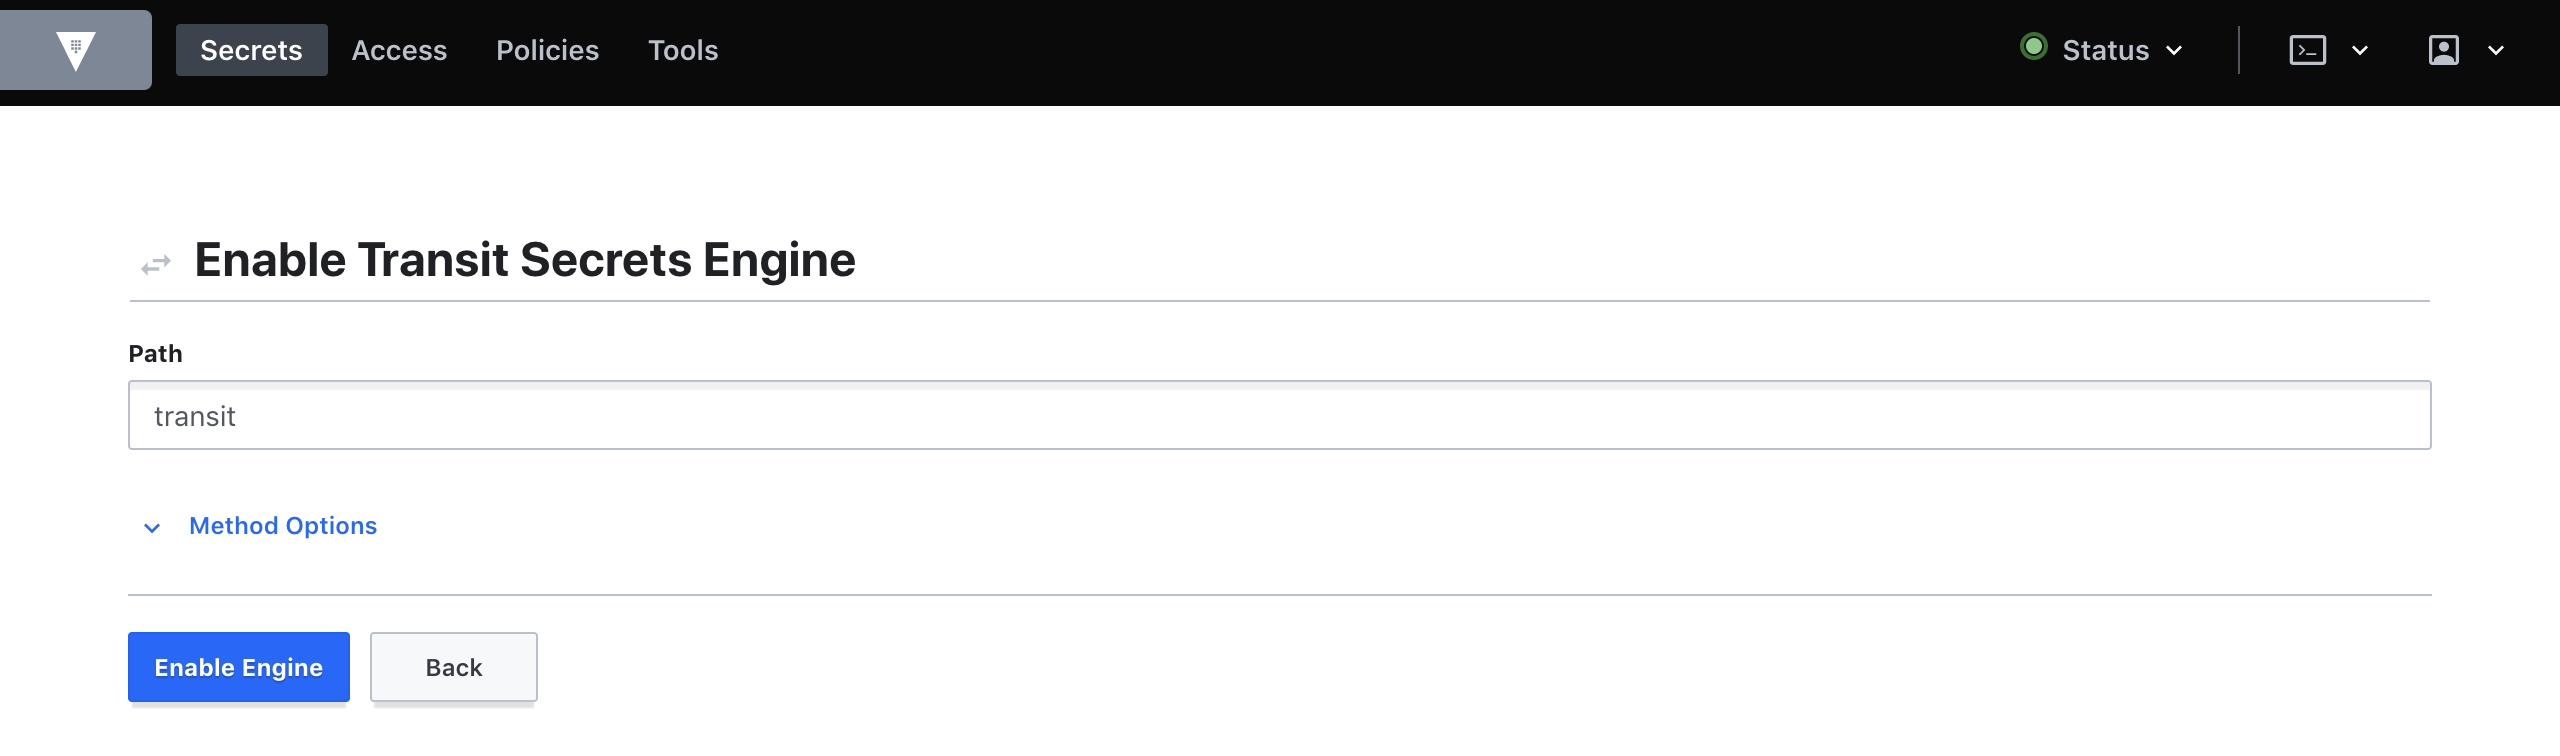 Secrets Access Policies Tools Status
Enable Transit Secrets Engine
Path
transit
Method Options
Enable Engine Back